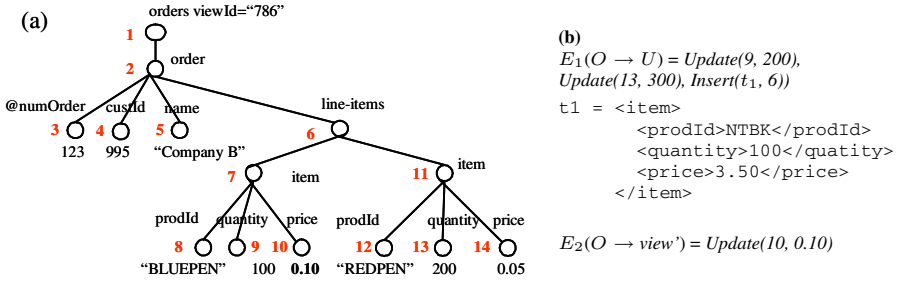 (a)
orders viewId=“786”
1
order
2
@numOrder custId name line-items
3 4 5 6
123 995 “Company B”
7 item 11 item
prodId quantity price prodId quantity price
8 9 10 12 13 14
“BLUEPEN” 100 0.10 “REDPEN” 200 0.05
(b)
E1(O → U) = Update(9, 200),
Update(13, 300), Insert(t1, 6))
t1 = <item>
<prodId>NTBK</prodId>
<quantity>100</quatity>
<price>3.50</price>
</item>
E2(O → view’) = Update(10, 0.10)